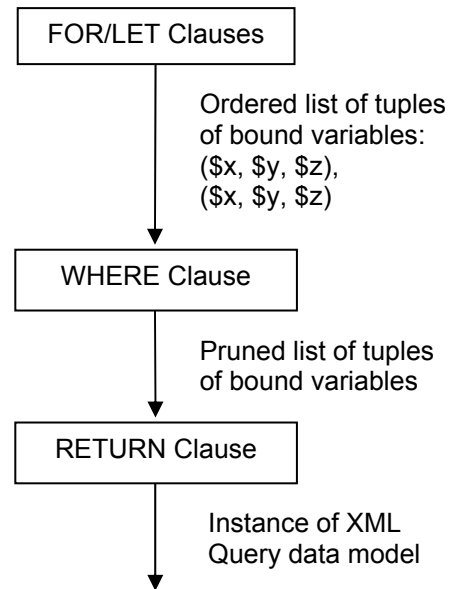 FOR/LET Clauses
Ordered list of tuples
of bound variables:
($x, $y, $z),
($x, $y, $z)
WHERE Clause
Pruned list of tuples
of bound variables
RETURN Clause
Instance of XML
Query data model